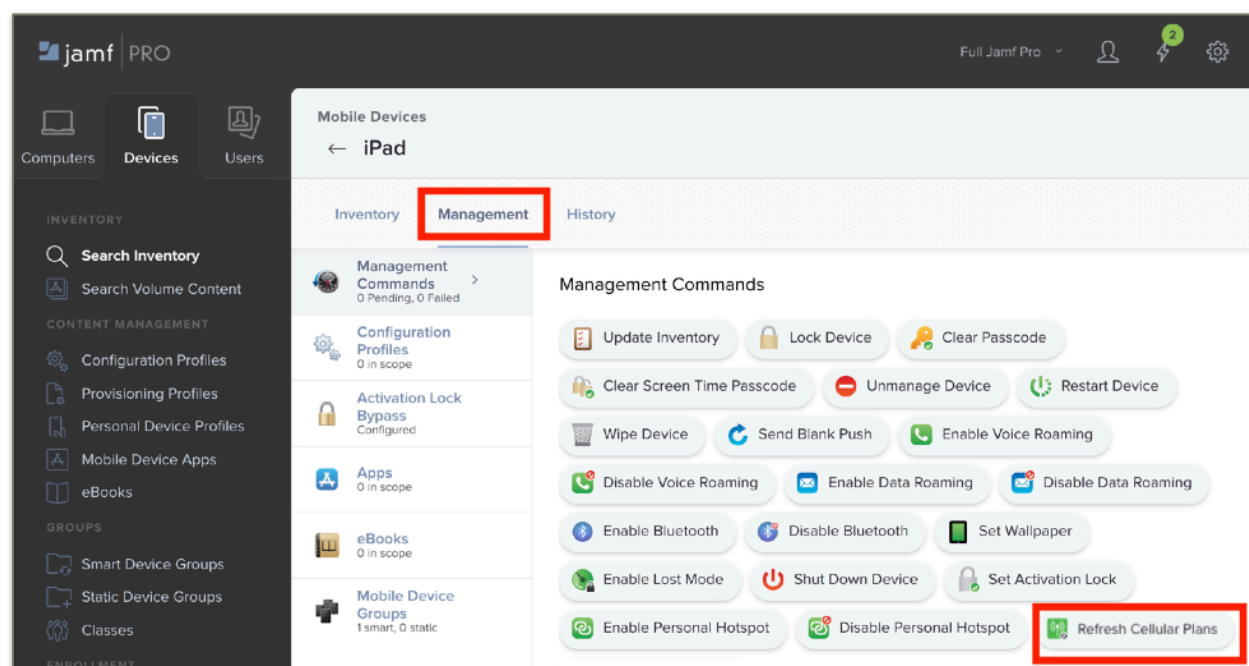 jamf PRO
Full Jamf Pro
2
Computers
Devices
Users
Mobile Devices
← iPad
Inventory
Management
History
INVENTORY
Search Inventory
Search Volume Content
CONTENT MANAGEMENT
Configuration Profiles
Provisioning Profiles
Personal Device Profiles
Mobile Device Apps
eBooks
GROUPS
Smart Device Groups
Static Device Groups
Classes
ENROLLMENT
Management
Commands
0 Pending, 0 Failed
Configuration
Profiles
0 in scope
Activation Lock
Bypass
Configured
Apps
0 in scope
eBooks
0 in scope
Mobile Device
Groups
1 smart, 0 static
Management Commands
Update Inventory
Lock Device
Clear Passcode
Clear Screen Time Passcode
Unmanage Device
Restart Device
Wipe Device
Send Blank Push
Enable Voice Roaming
Disable Voice Roaming
Enable Data Roaming
Disable Data Roaming
Enable Bluetooth
Disable Bluetooth
Set Wallpaper
Enable Lost Mode
Shut Down Device
Set Activation Lock
Enable Personal Hotspot
Disable Personal Hotspot
Refresh Cellular Plans